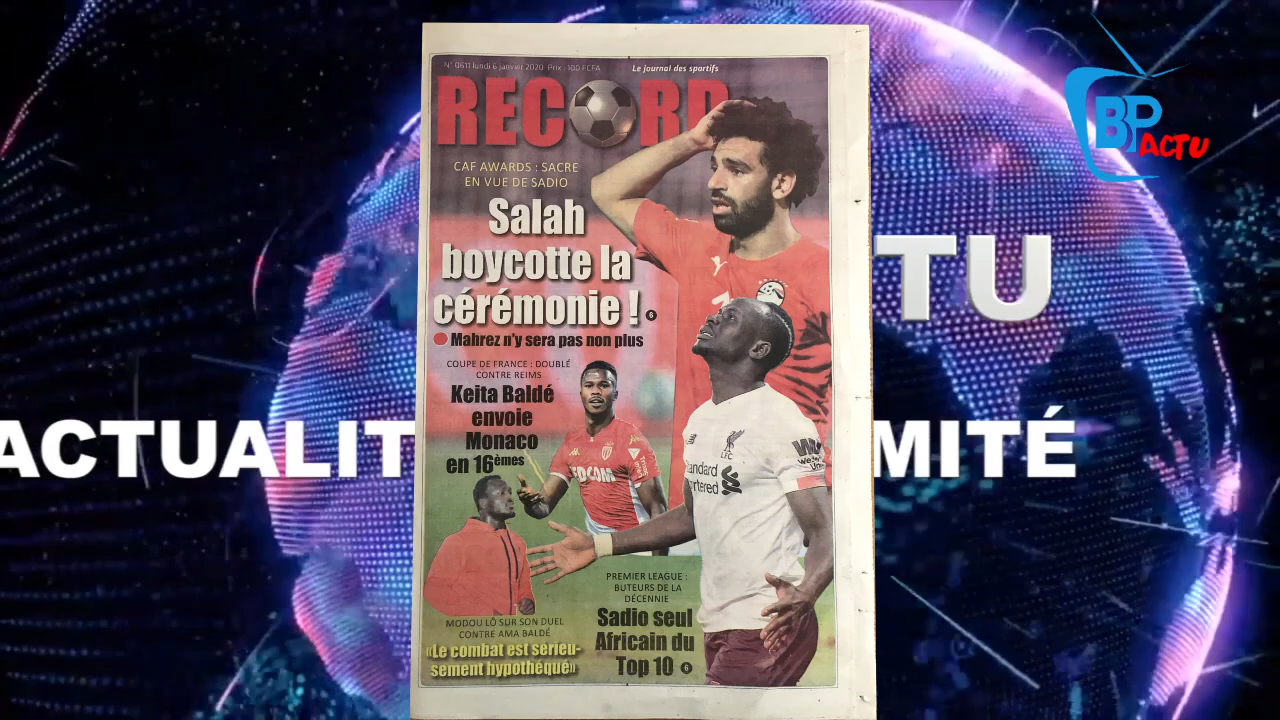 N° 0611 lundi 6 janvier 2020 Prix : 100 FCFA
Le journal des sportifs
RECORD
CAF AWARDS : SACRE
EN VUE DE SADIO
Salah
boycotte la
cérémonie ! 6
Mahrez n'y sera pas non plus
COUPE DE FRANCE : DOUBLÉ
CONTRE REIMS
Keita Baldé
envoie
Monaco
en 16èmes
MODOU LÔ SUR SON DUEL
CONTRE AMA BALDÉ
«Le combat est sérieu-
sement hypothéqué»
PREMIER LEAGUE :
BUTEURS DE LA
DÉCENNIE
Sadio seul
Africain du
Top 10 6
L.F.C.
BP
ACTU
TU
ACTUALIT
MITÉ